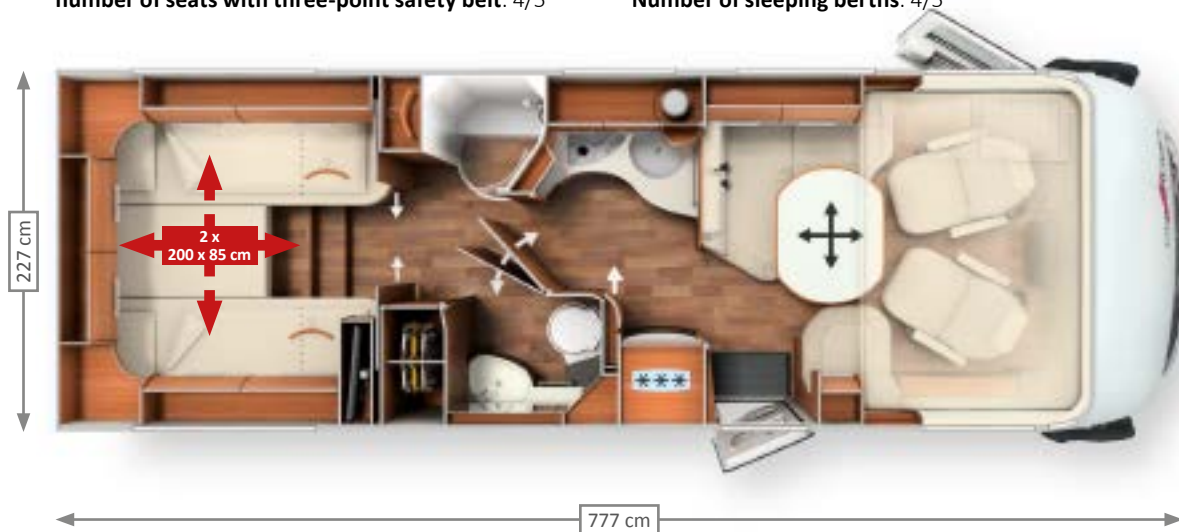 number of seats with three-point safety belt: 4/5
Number of sleeping berths: 4/5
227 cm
2 x
200 x 85 cm
777 cm